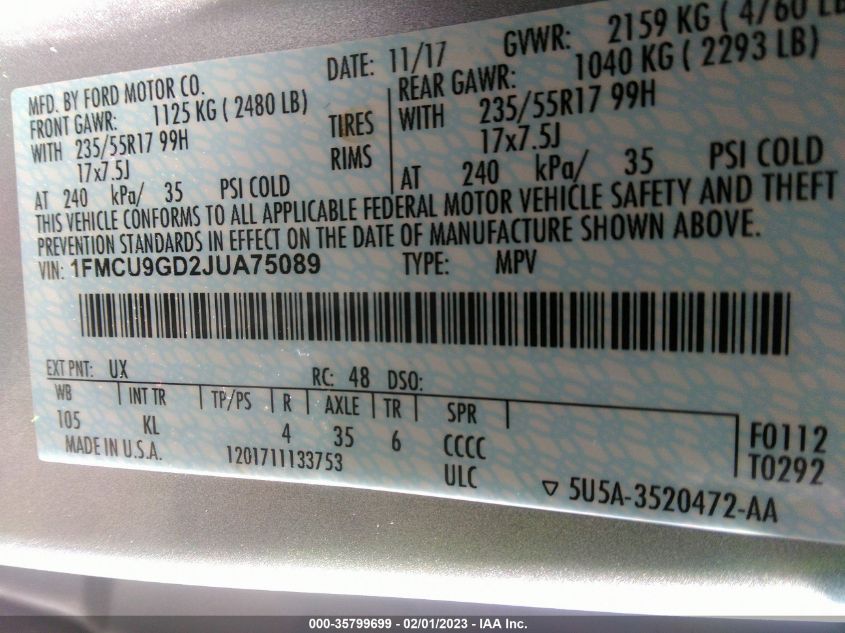 MFD. BY FORD MOTOR CO. DATE: 11/17 GVWR: 2159 KG ( 4760 LB
FRONT GAWR: 1125 KG ( 2480 LB) REAR GAWR: 1040 KG ( 2293 LB)
WITH 235/55R17 99H TIRES WITH 235/55R17 99H
17x7.5J RIMS 17x7.5J
AT 240 kPa/ 35 PSI COLD AT 240 kPa/ 35 PSI COLD
THIS VEHICLE CONFORMS TO ALL APPLICABLE FEDERAL MOTOR VEHICLE SAFETY AND THEFT
PREVENTION STANDARDS IN EFFECT ON THE DATE OF MANUFACTURE SHOWN ABOVE.
VIN: 1FMCU9GD2JUA75089 TYPE: MPV
EXT PNT: UX RC: 48 DSO:
WB INT TR TP/PS R AXLE TR SPR
105 KL 4 35 6 CCCC F0112
MADE IN U.S.A. 1201711133753 ULC T0292
5U5A-3520472-AA
000-35799699 - 02/01/2023 - IAA Inc.